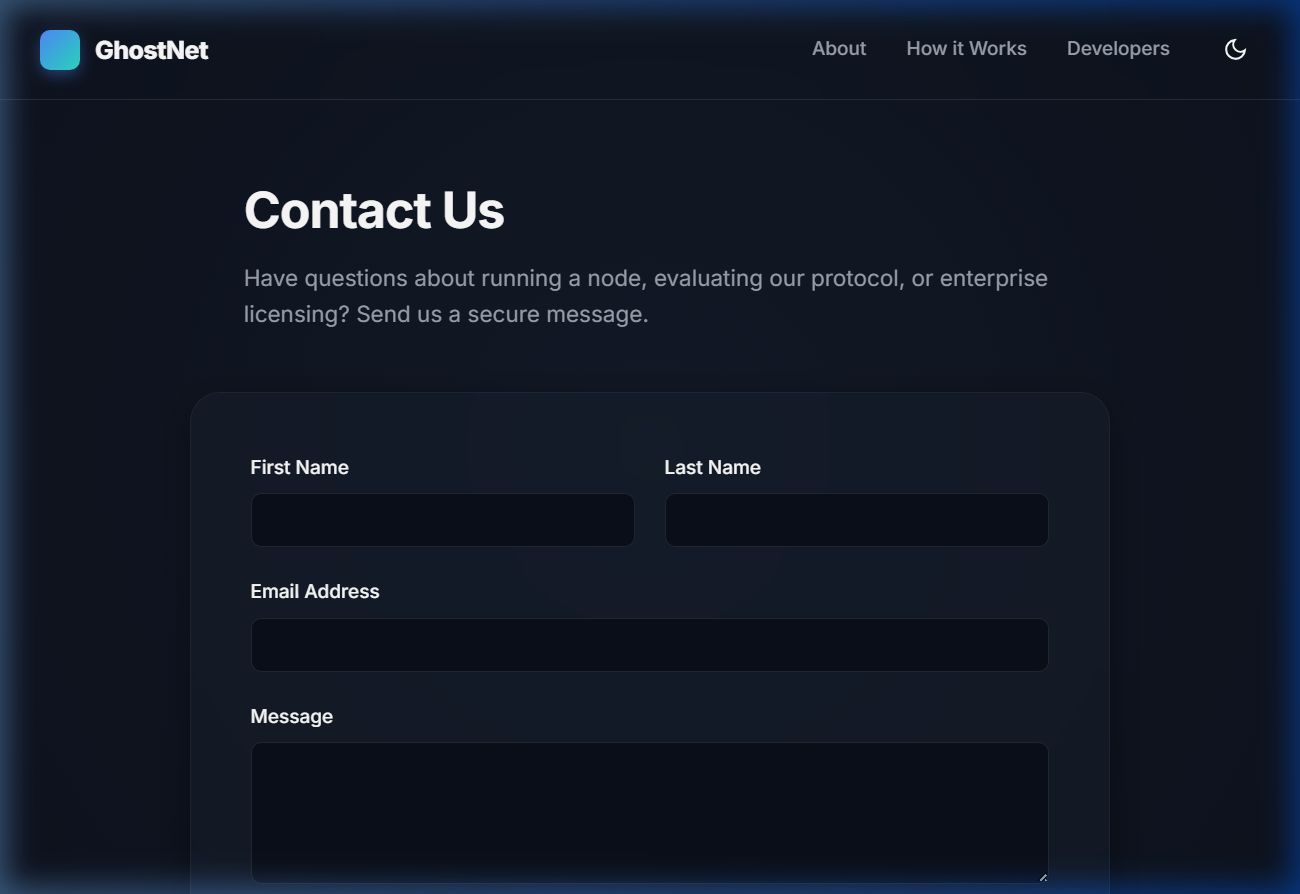 GhostNet
About
How it Works
Developers
Contact Us
Have questions about running a node, evaluating our protocol, or enterprise
licensing? Send us a secure message.
First Name
Last Name
Email Address
Message